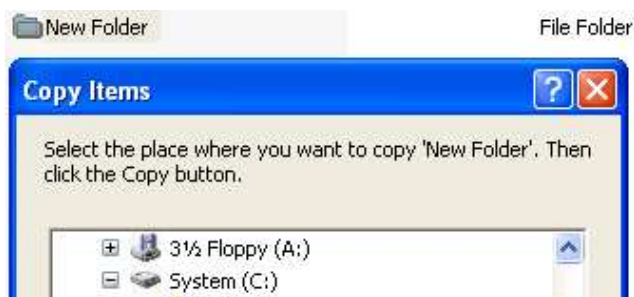 New Folder File Folder
Copy Items
Select the place where you want to copy 'New Folder'. Then
click the Copy button.
3½ Floppy (A:)
System (C:)